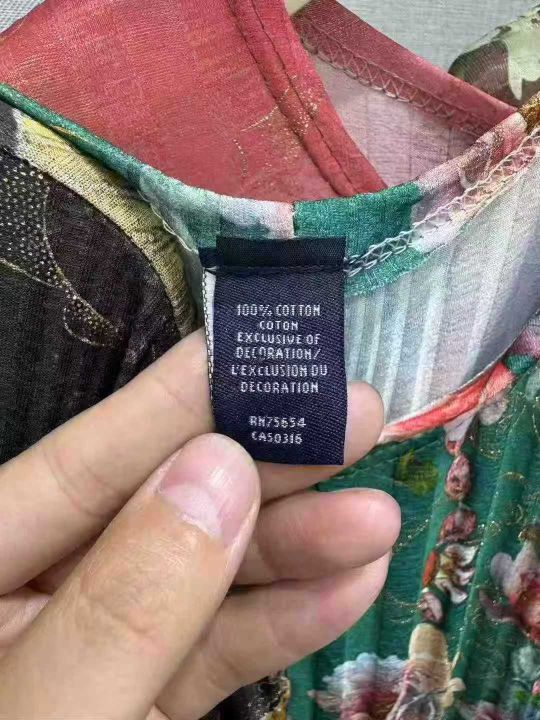 100% COTTON
COTON
EXCLUSIVE OF
DECORATION/
L'EXCLUSION DU
DECORATION
RN75654
CA50316